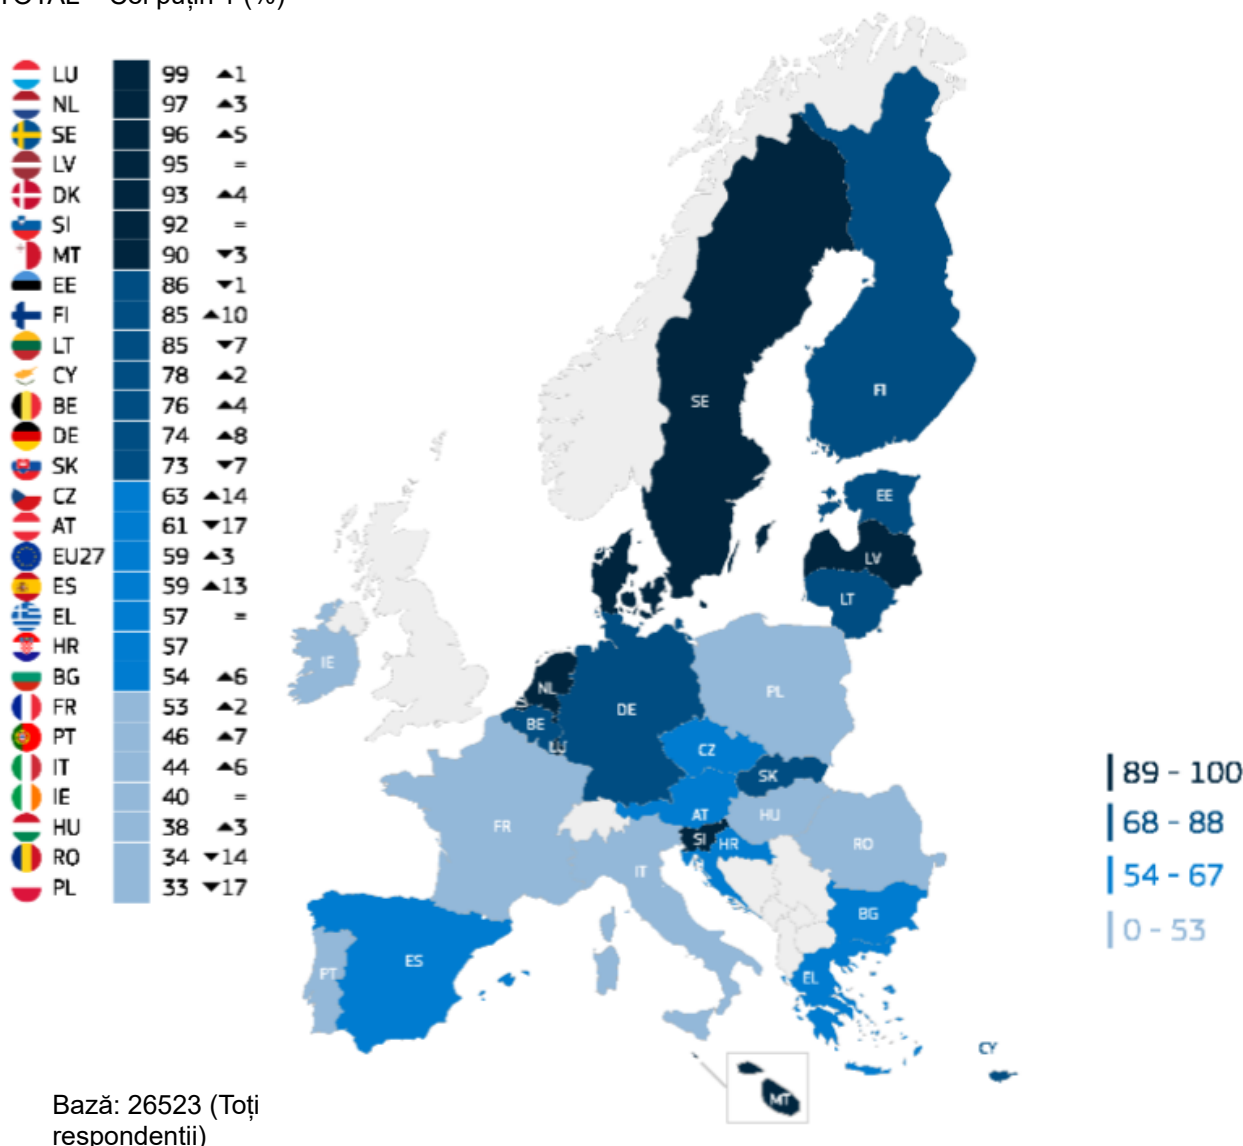 TOTAL - Cel puțin 1 (%)
LU 99 ▲1
NL 97 ▲3
SE 96 ▲5
LV 95 =
DK 93 ▲4
SI 92 =
MT 90 ▼3
EE 86 ▼1
FI 85 ▲10
LT 85 ▼7
CY 78 ▲2
BE 76 ▲4
DE 74 ▲8
SK 73 ▼7
CZ 63 ▲14
AT 61 ▼17
EU27 59 ▲3
ES 59 ▲13
EL 57 =
HR 57
BG 54 ▲6
FR 53 ▲2
PT 46 ▲7
IT 44 ▲6
IE 40 =
HU 38 ▲3
RO 34 ▼14
PL 33 ▼17
SE
FI
EE
LV
LT
IE
NL
PL
DE
BE
LU
CZ
SK
AT
HU
FR
SI
HR
RO
IT
BG
ES
PT
EL
CY
MT
89 - 100
68 - 88
54 - 67
0 - 53
Bază: 26523 (Toți
respondenții)